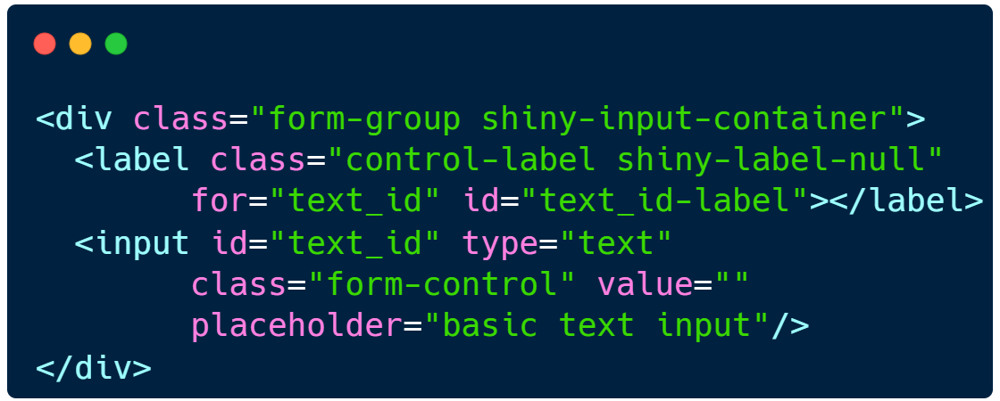 <div class="form-group shiny-input-container">
  <label class="control-label shiny-label-null"
        for="text_id" id="text_id-label"></label>
  <input id="text_id" type="text"
        class="form-control" value=""
        placeholder="basic text input"/>
</div>